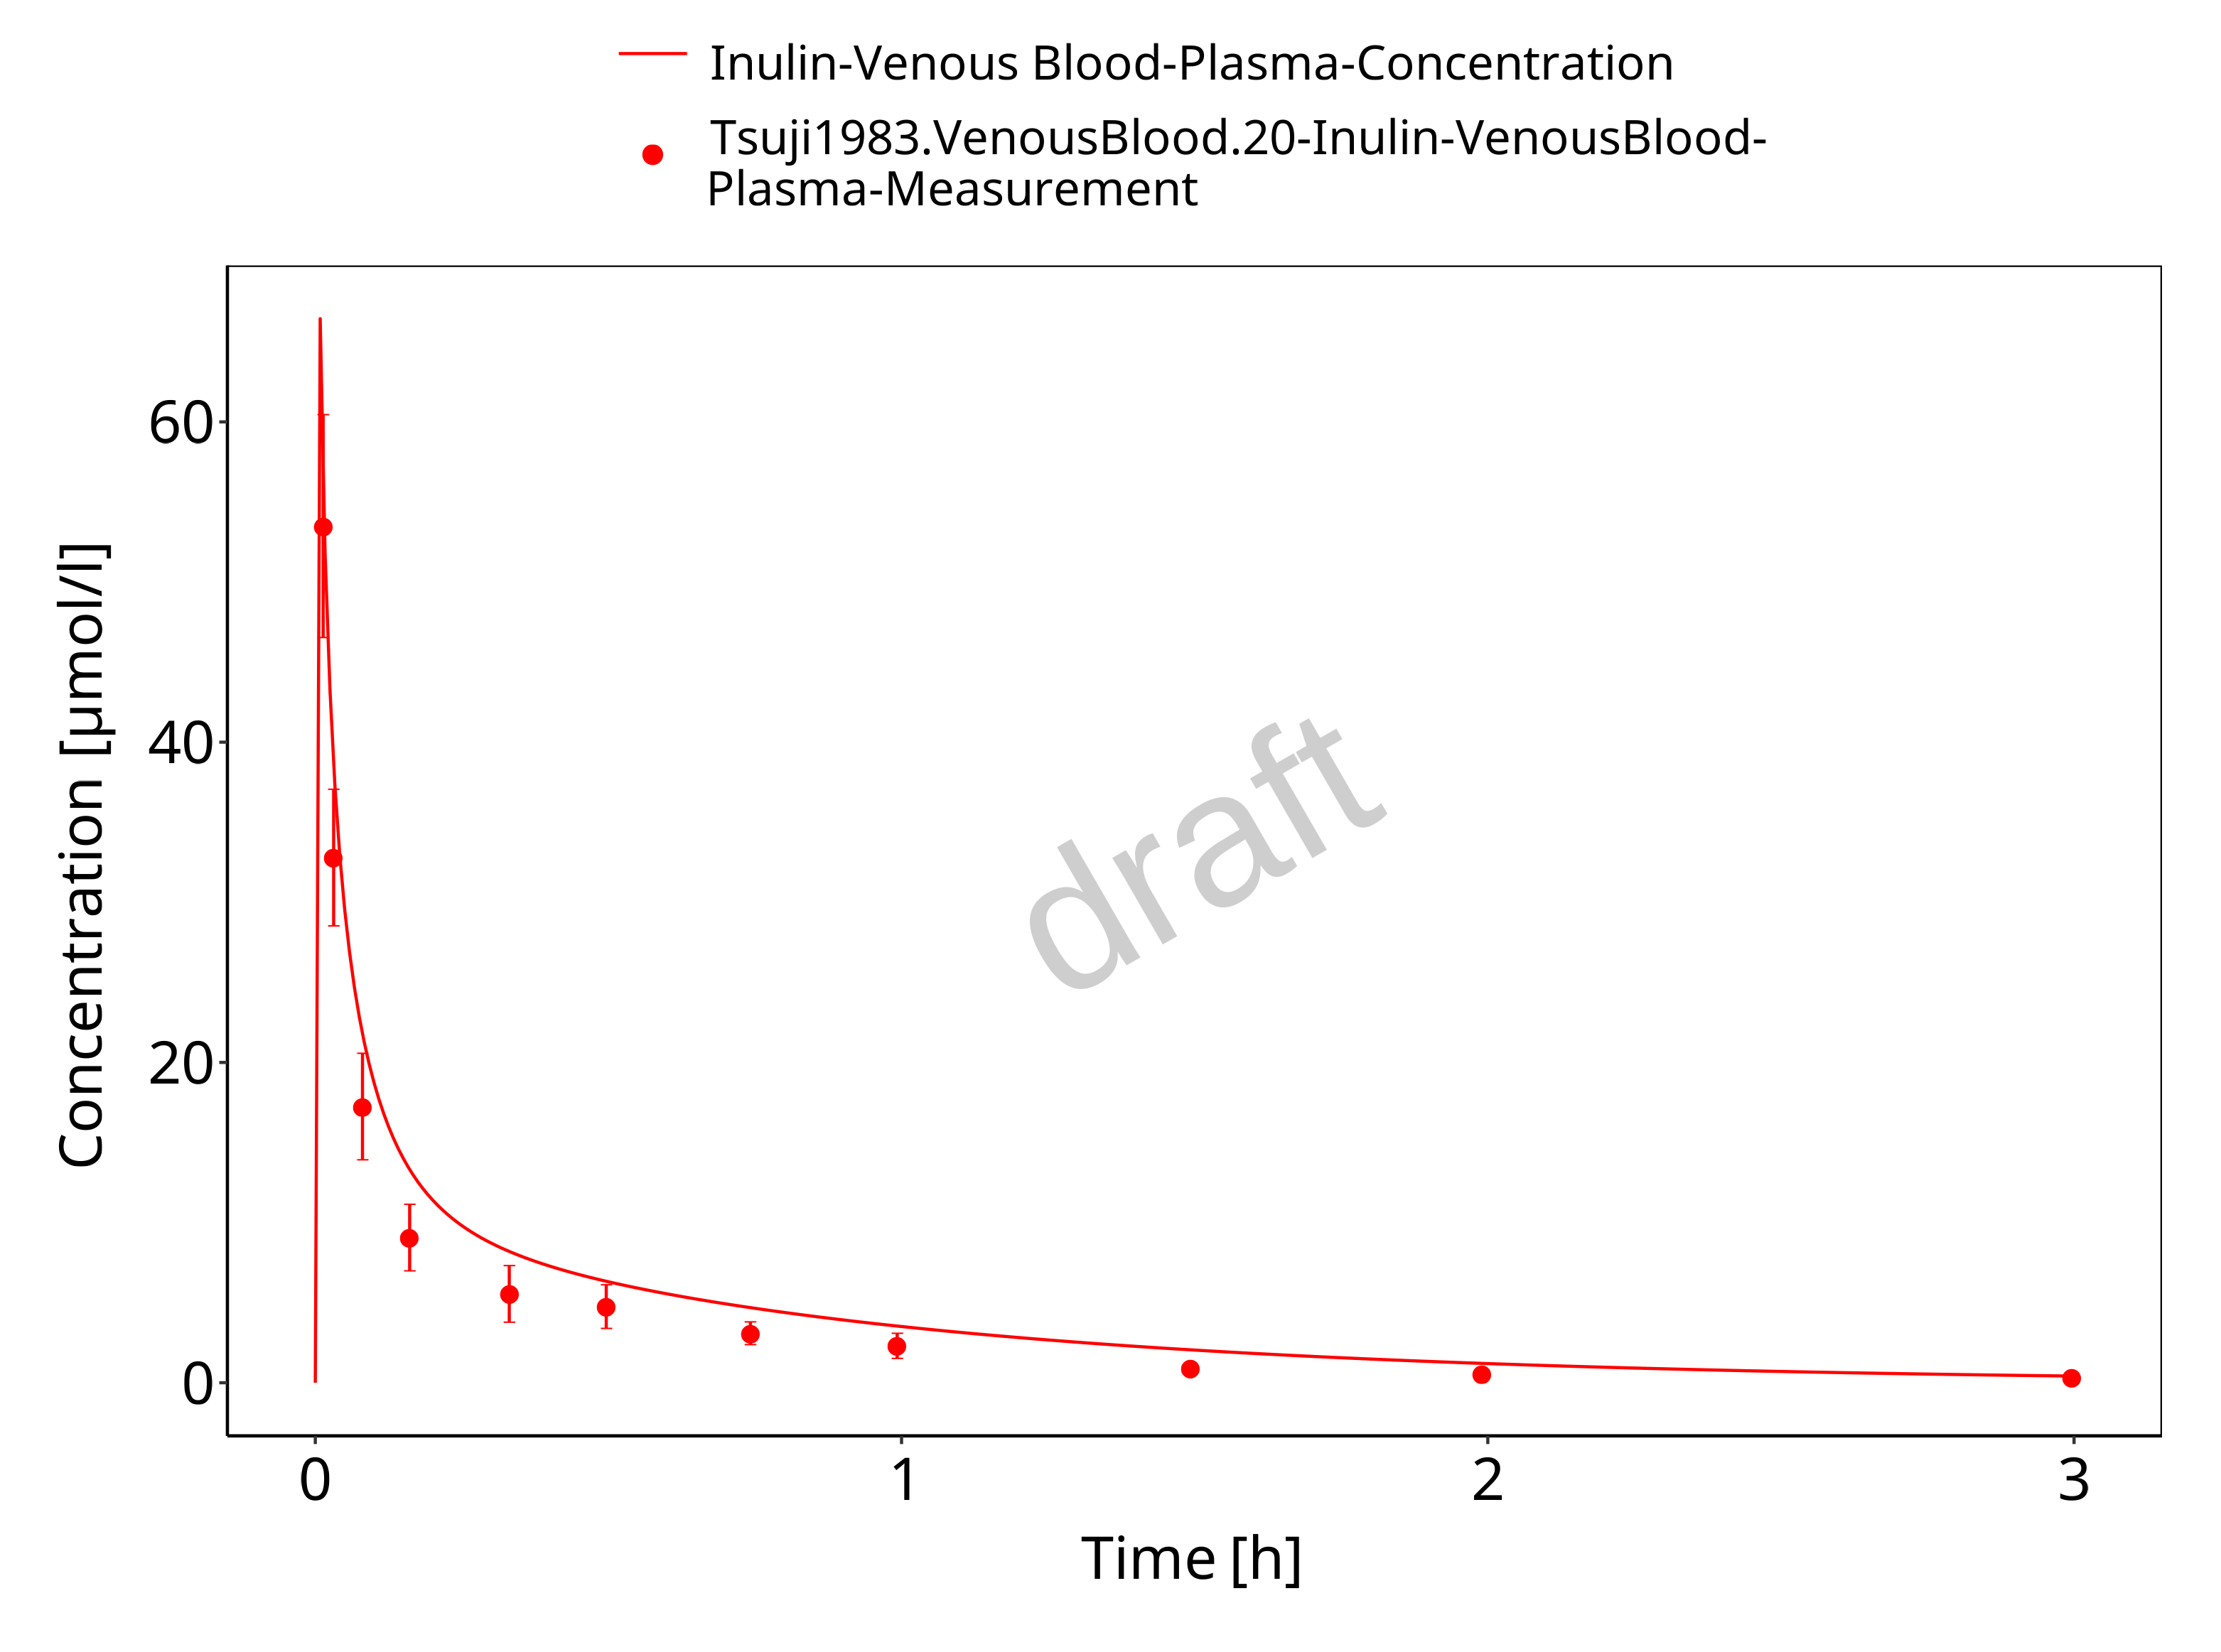 Inulin-Venous Blood-Plasma-Concentration
Tsuji1983.VenousBlood.20-Inulin-VenousBlood-
Plasma-Measurement
Concentration [µmol/l]
60
40
20
0
draft
0 1 2 3
Time [h]